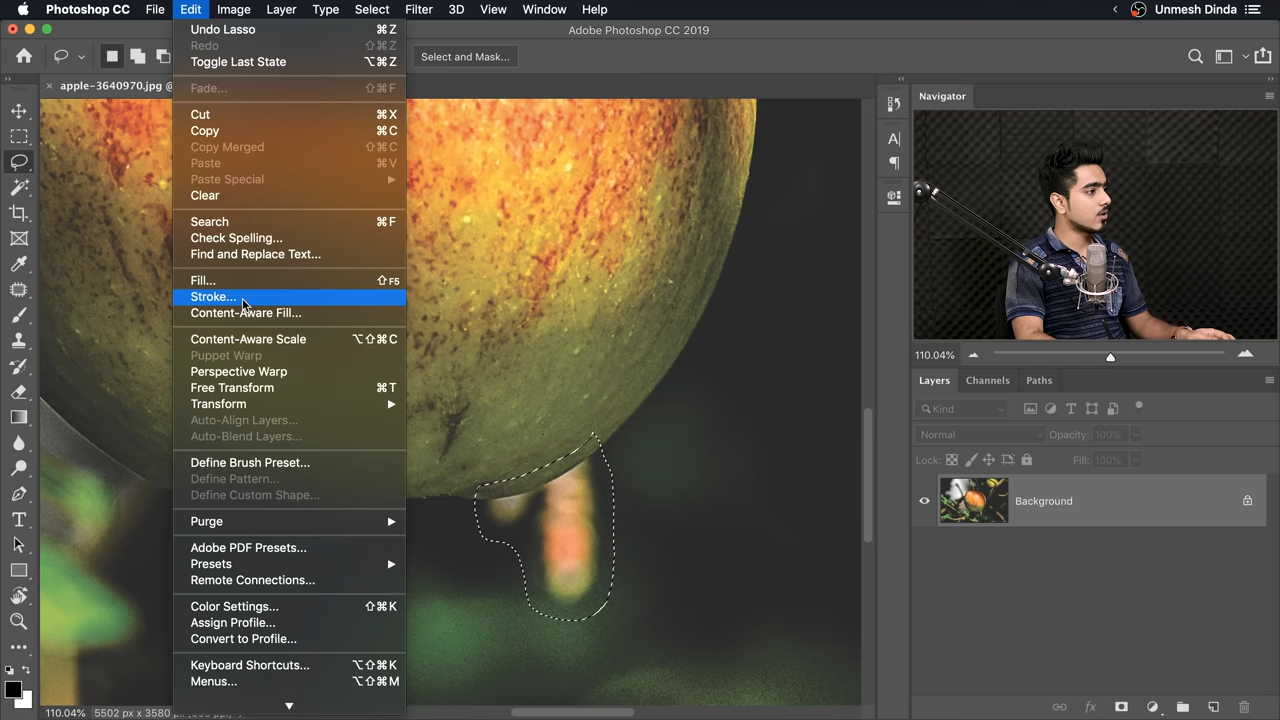 Photoshop CC File Edit Image Layer Type Select Filter 3D View Window Help Unmesh Dinda
Adobe Photoshop CC 2019
Select and Mask...
apple-3640970.jpg @
Undo Lasso ⌘Z
Redo ⇧⌘Z
Toggle Last State ⌥⌘Z
Fade... ⇧⌘F
Cut ⌘X
Copy ⌘C
Copy Merged ⇧⌘C
Paste ⌘V
Paste Special
Clear
Search ⌘F
Check Spelling...
Find and Replace Text...
Fill... ⇧F5
Stroke...
Content-Aware Fill...
Content-Aware Scale ⌥⇧⌘C
Puppet Warp
Perspective Warp
Free Transform ⌘T
Transform
Auto-Align Layers...
Auto-Blend Layers...
Define Brush Preset...
Define Pattern...
Define Custom Shape...
Purge
Adobe PDF Presets...
Presets
Remote Connections...
Color Settings... ⇧⌘K
Assign Profile...
Convert to Profile...
Keyboard Shortcuts... ⌥⇧⌘K
Menus... ⌥⇧⌘M
Navigator
110.04%
Layers Channels Paths
Kind
Normal Opacity: 100%
Lock: Fill: 100%
Background
110.04% 5502 px x 3580 px